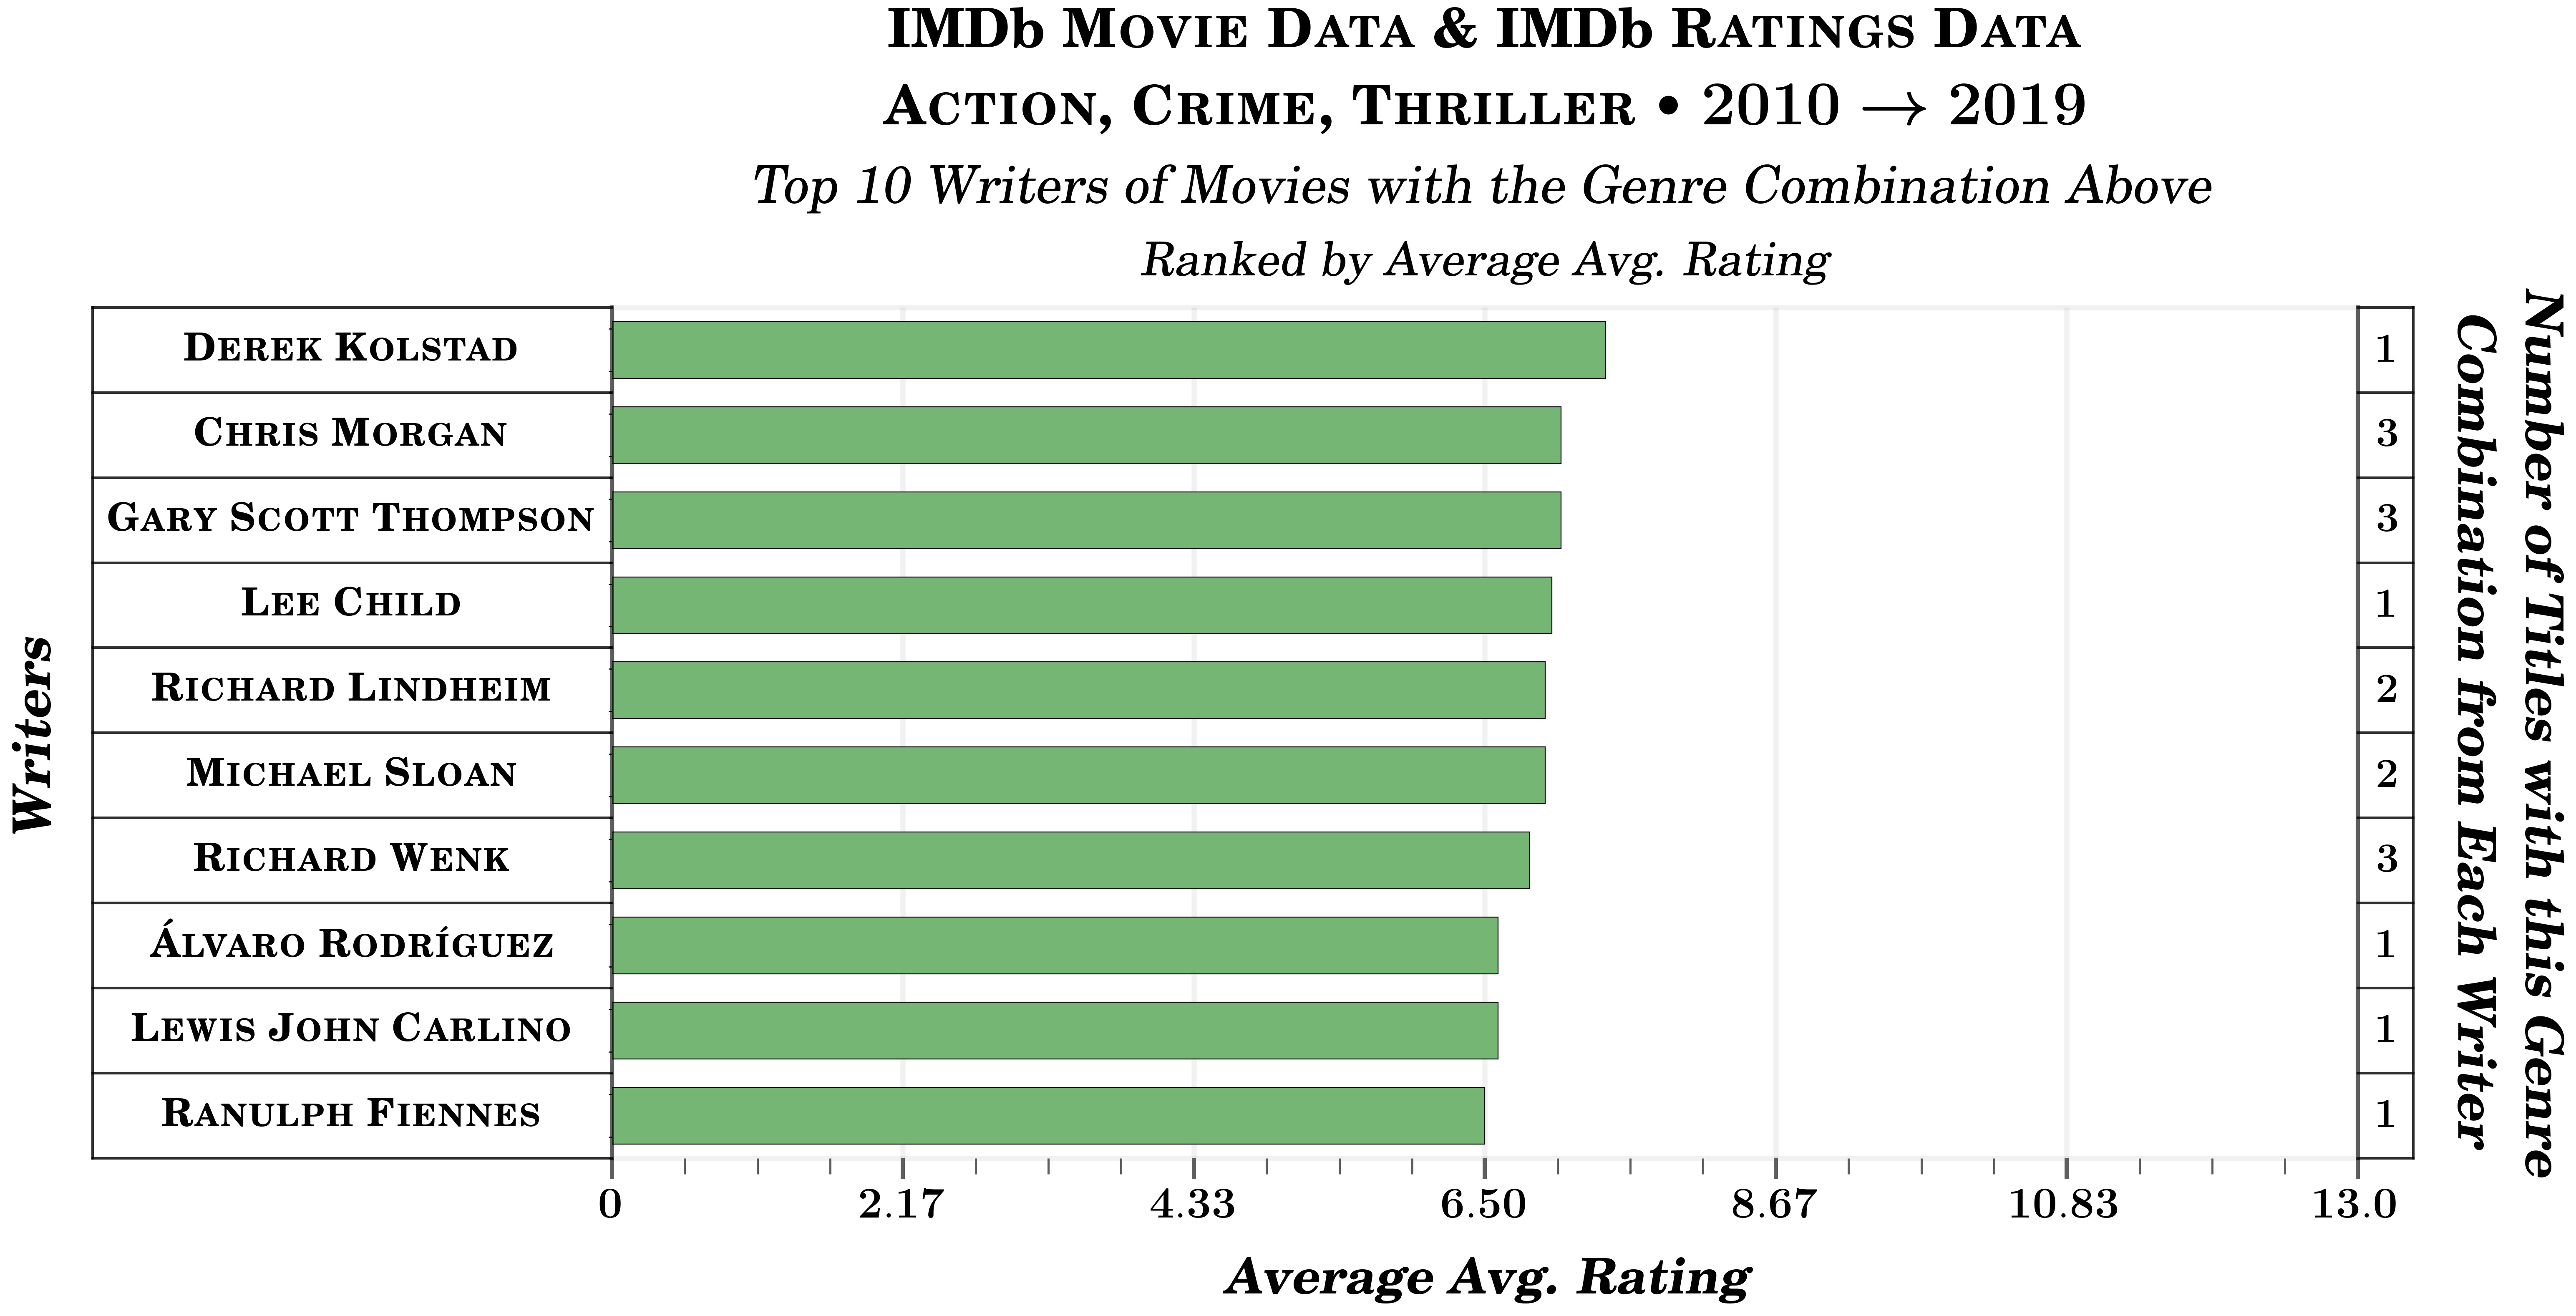 IMDb Movie Data & IMDb Ratings Data
Action, Crime, Thriller • 2010 → 2019
Top 10 Writers of Movies with the Genre Combination Above
Ranked by Average Avg. Rating
Writers
Derek Kolstad 1
Chris Morgan 3
Gary Scott Thompson 3
Lee Child 1
Richard Lindheim 2
Michael Sloan 2
Richard Wenk 3
Álvaro Rodríguez 1
Lewis John Carlino 1
Ranulph Fiennes 1
Number of Titles with this Genre
Combination from Each Writer
0 2.17 4.33 6.50 8.67 10.83 13.0
Average Avg. Rating